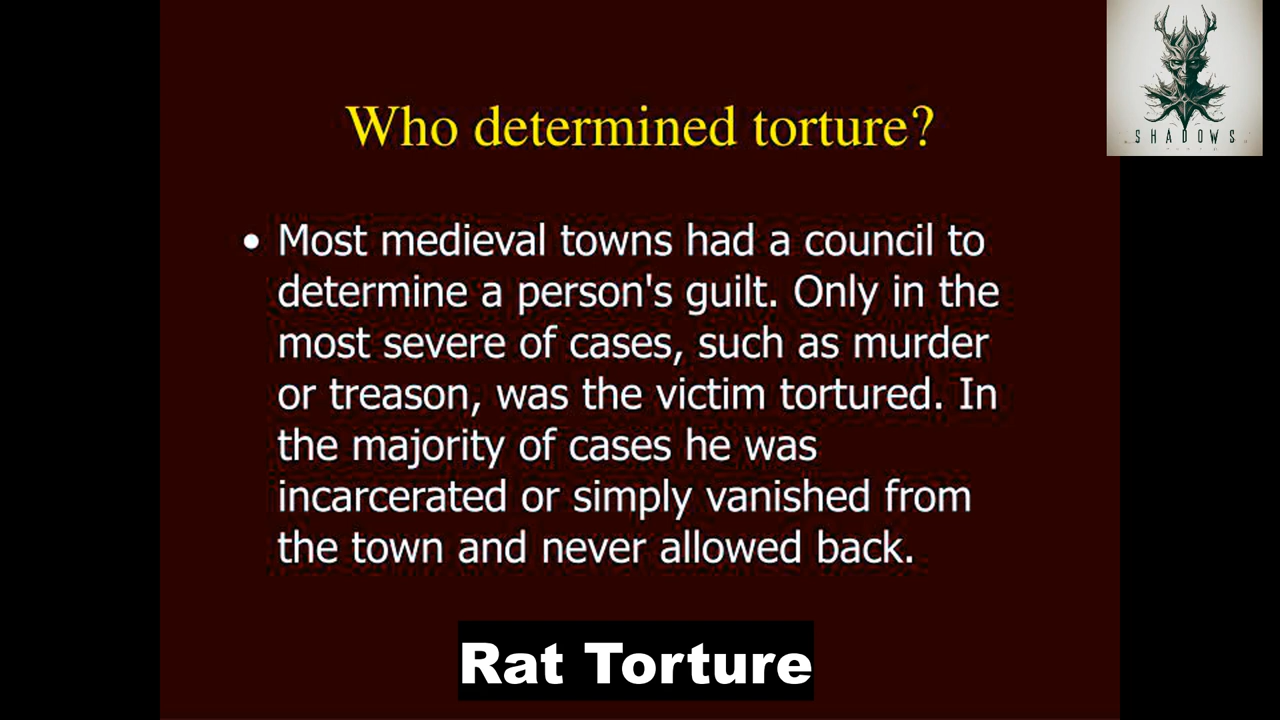 SHADOWS
Who determined torture?
• Most medieval towns had a council to
determine a person's guilt. Only in the
most severe of cases, such as murder
or treason, was the victim tortured. In
the majority of cases he was
incarcerated or simply vanished from
the town and never allowed back.
Rat Torture